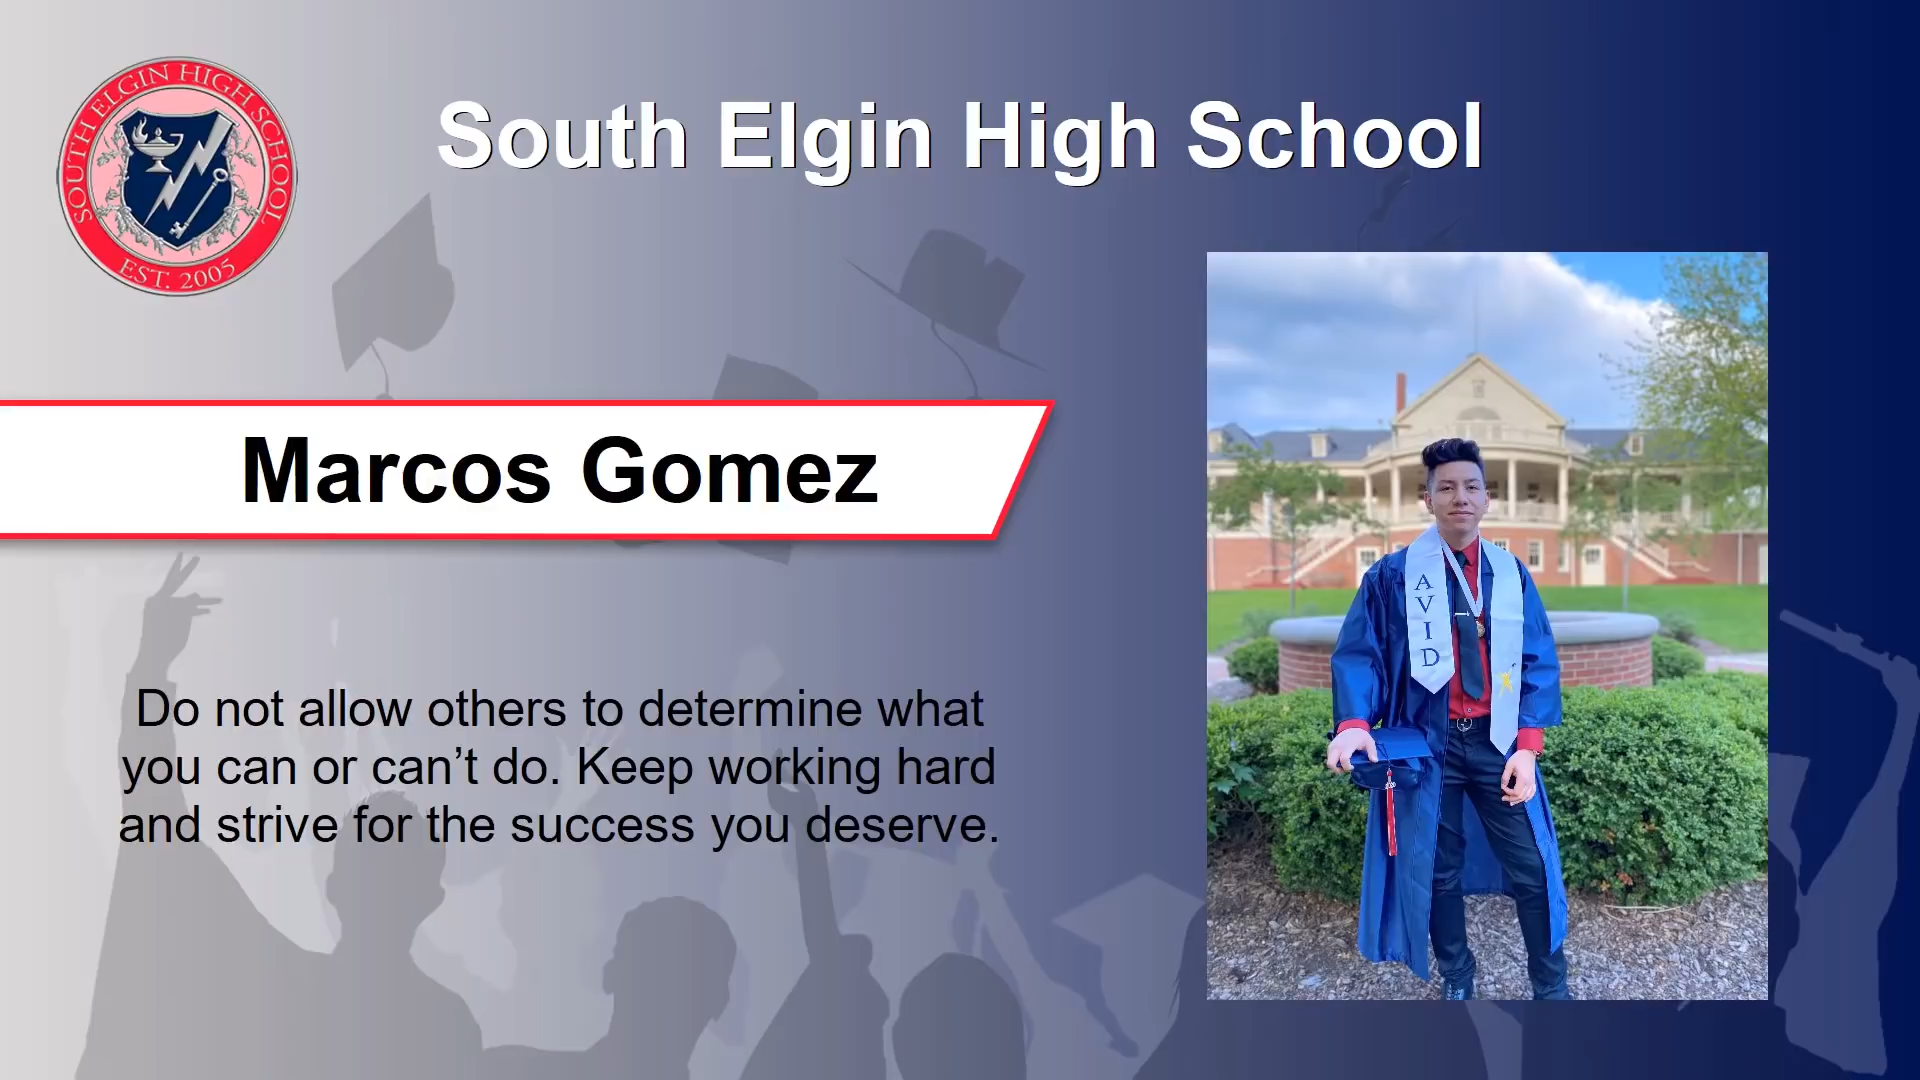 SOUTH ELGIN HIGH SCHOOL
EST. 2005
South Elgin High School
Marcos Gomez
Do not allow others to determine what
you can or can’t do. Keep working hard
and strive for the success you deserve.
AVID